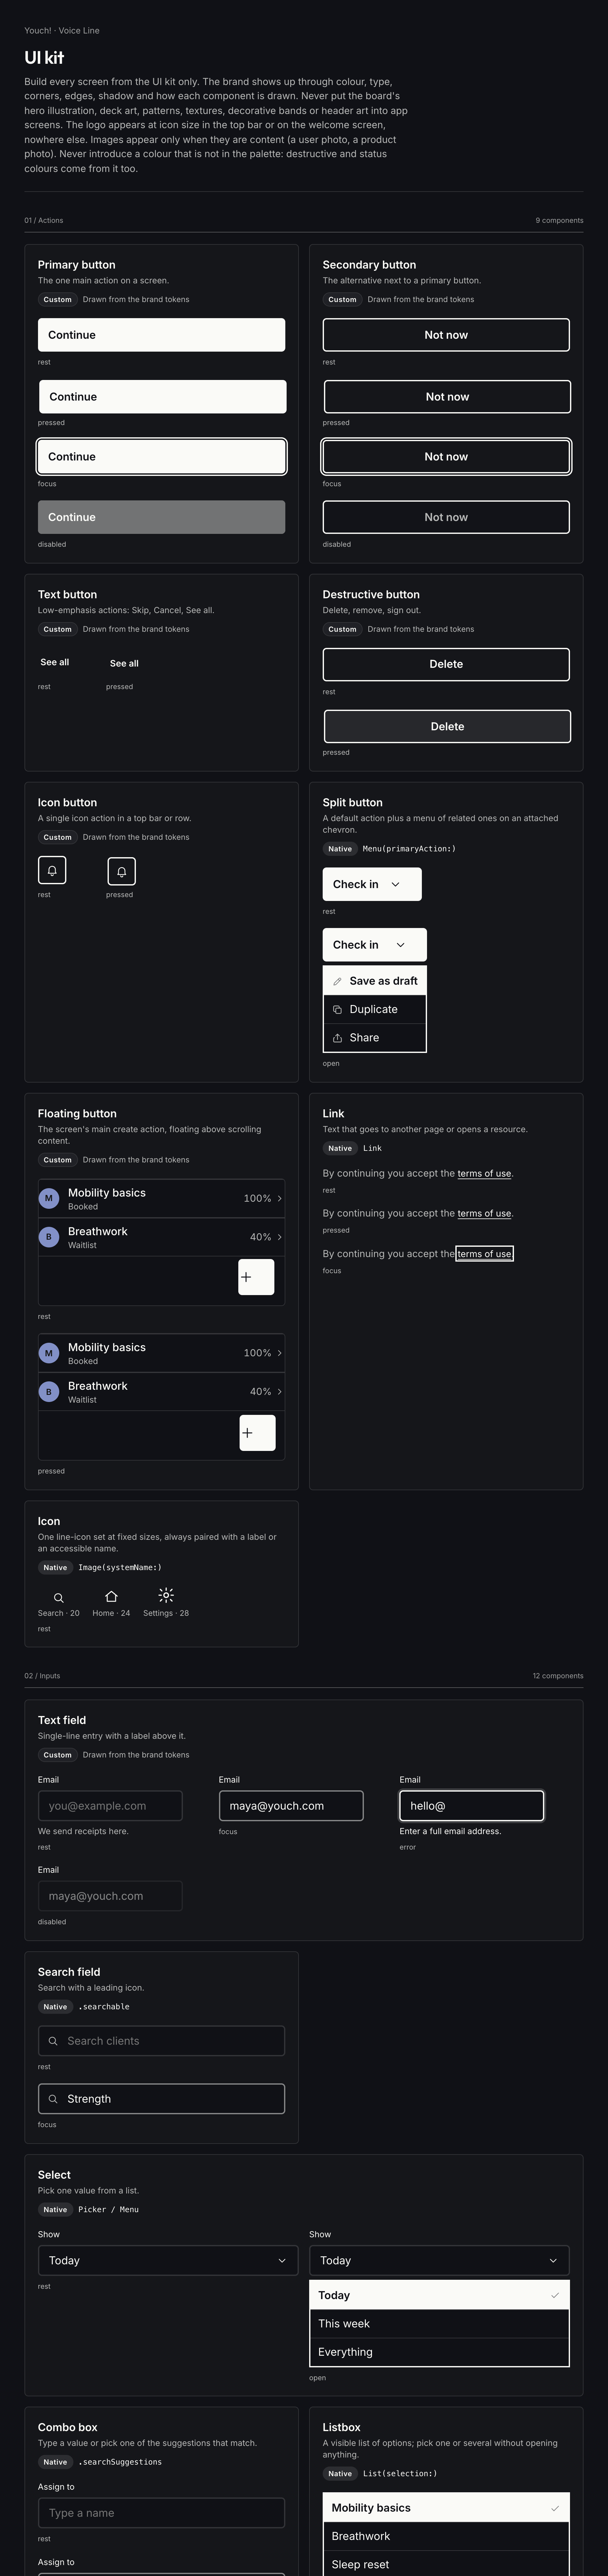 Youch! · Voice Line
UI kit
Build every screen from the UI kit only. The brand shows up through colour, type,
corners, edges, shadow and how each component is drawn. Never put the board's
hero illustration, deck art, patterns, textures, decorative bands or header art into app
screens. The logo appears at icon size in the top bar or on the welcome screen,
nowhere else. Images appear only when they are content (a user photo, a product
photo). Never introduce a colour that is not in the palette: destructive and status
colours come from it too.
01 / Actions
9 components
Primary button
The one main action on a screen.
Custom Drawn from the brand tokens
Continue
rest
Continue
pressed
Continue
focus
Continue
disabled
Secondary button
The alternative next to a primary button.
Custom Drawn from the brand tokens
Not now
rest
Not now
pressed
Not now
focus
Not now
disabled
Text button
Low-emphasis actions: Skip, Cancel, See all.
Custom Drawn from the brand tokens
See all See all
rest pressed
Destructive button
Delete, remove, sign out.
Custom Drawn from the brand tokens
Delete
rest
Delete
pressed
Icon button
A single icon action in a top bar or row.
Custom Drawn from the brand tokens
rest pressed
Split button
A default action plus a menu of related ones on an attached
chevron.
Native Menu(primaryAction:)
Check in
rest
Check in
Save as draft
Duplicate
Share
open
Floating button
The screen's main create action, floating above scrolling
content.
Custom Drawn from the brand tokens
M Mobility basics 100%
Booked
B Breathwork 40%
Waitlist
rest
M Mobility basics 100%
Booked
B Breathwork 40%
Waitlist
pressed
Link
Text that goes to another page or opens a resource.
Native Link
By continuing you accept the terms of use.
rest
By continuing you accept the terms of use.
pressed
By continuing you accept the terms of use.
focus
Icon
One line-icon set at fixed sizes, always paired with a label or
an accessible name.
Native Image(systemName:)
Search · 20 Home · 24 Settings · 28
rest
02 / Inputs
12 components
Text field
Single-line entry with a label above it.
Custom Drawn from the brand tokens
Email
you@example.com
We send receipts here.
rest
Email
maya@youch.com
focus
Email
hello@
Enter a full email address.
error
Email
maya@youch.com
disabled
Search field
Search with a leading icon.
Native .searchable
Search clients
rest
Strength
focus
Select
Pick one value from a list.
Native Picker / Menu
Show
Today
rest
Show
Today
Today
This week
Everything
open
Combo box
Type a value or pick one of the suggestions that match.
Native .searchSuggestions
Assign to
Type a name
rest
Assign to
Listbox
A visible list of options; pick one or several without opening
anything.
Native List(selection:)
Mobility basics
Breathwork
Sleep reset